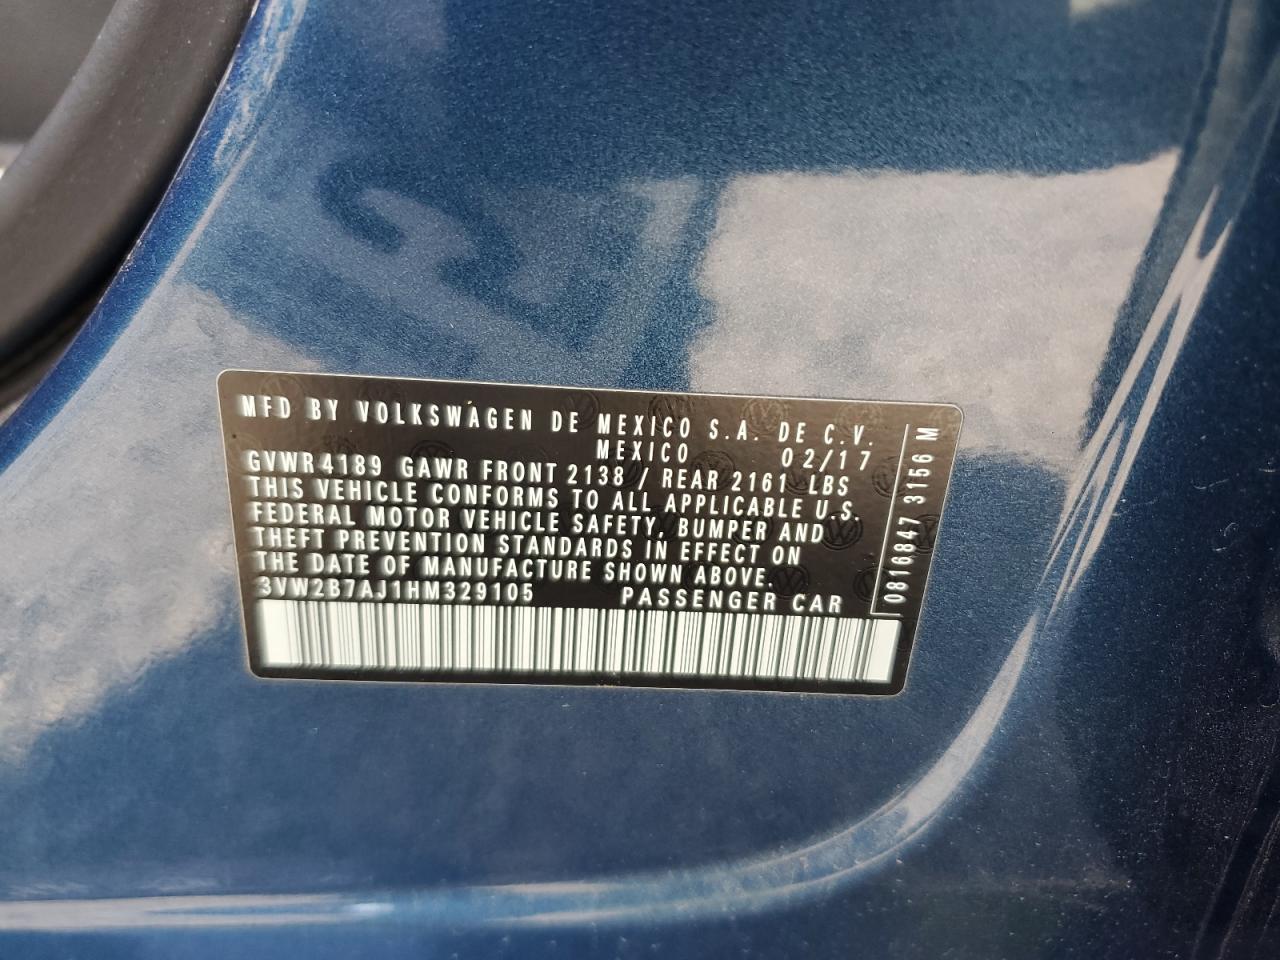 MFD BY VOLKSWAGEN DE MEXICO S.A. DE C.V.
MEXICO 02/17
GVWR 4189 GAWR FRONT 2138 / REAR 2161 LBS
THIS VEHICLE CONFORMS TO ALL APPLICABLE U.S.
FEDERAL MOTOR VEHICLE SAFETY, BUMPER AND
THEFT PREVENTION STANDARDS IN EFFECT ON
THE DATE OF MANUFACTURE SHOWN ABOVE.
3VW2B7AJ1HM329105 PASSENGER CAR
0816847 3156 M